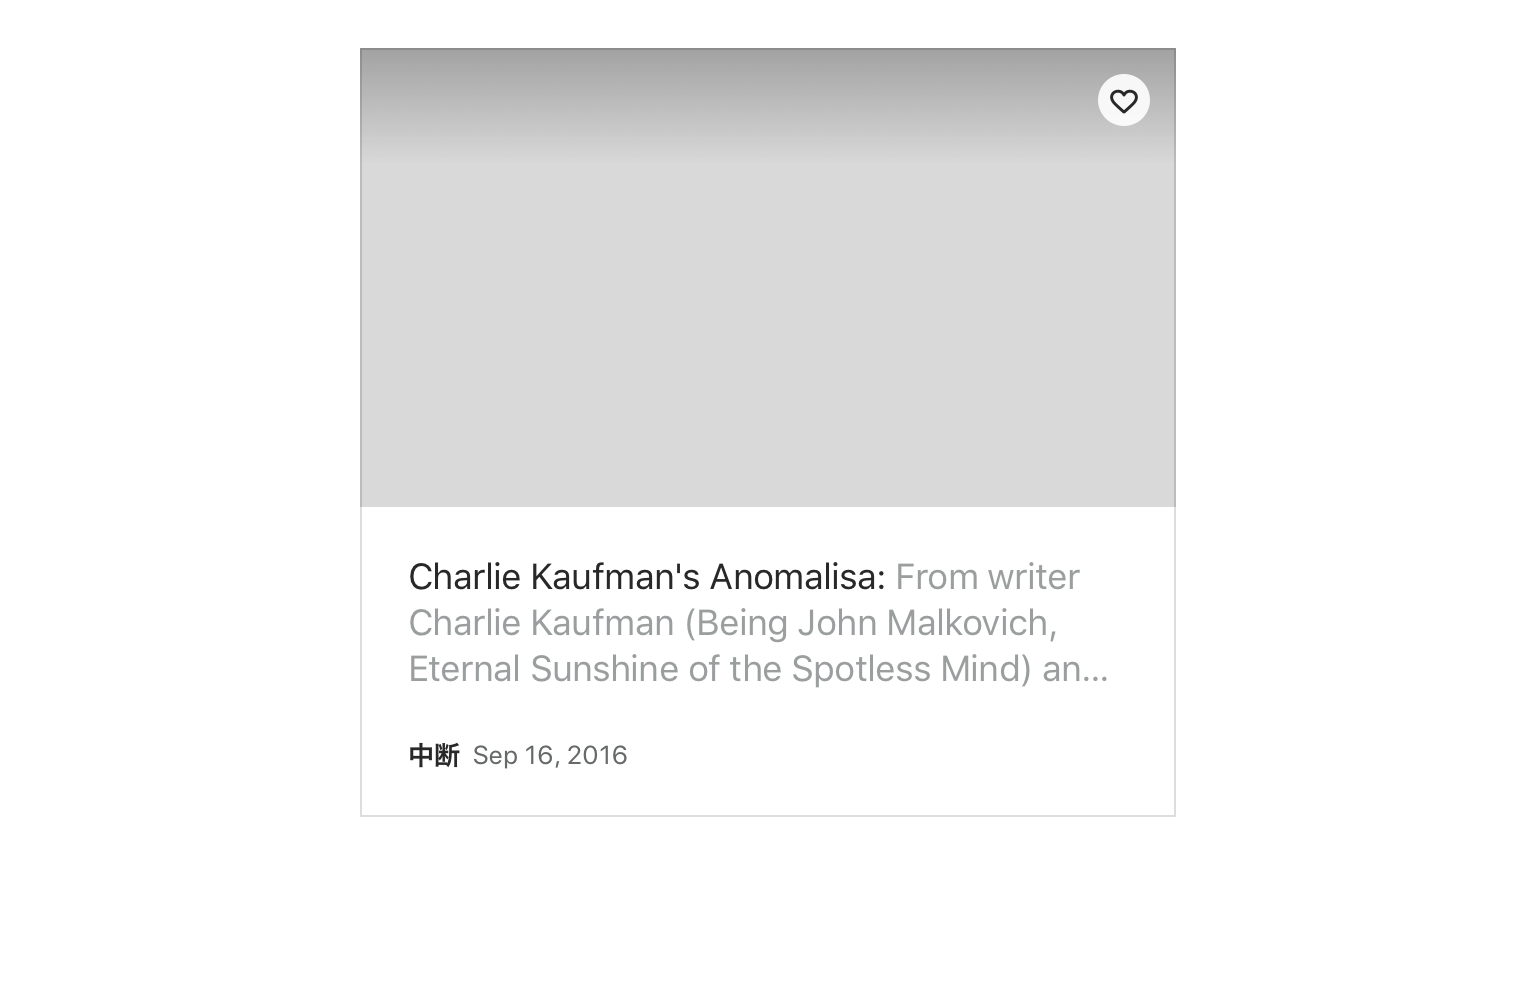 Charlie Kaufman's Anomalisa: From writer
Charlie Kaufman (Being John Malkovich,
Eternal Sunshine of the Spotless Mind) an...
中断 Sep 16, 2016